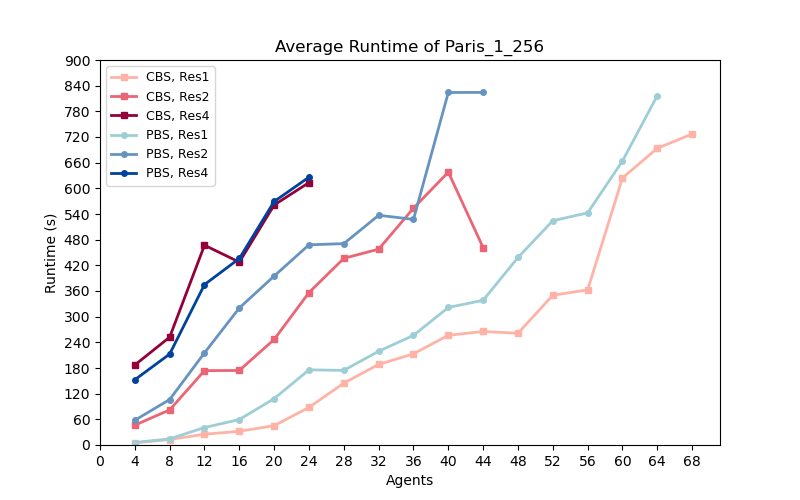 Average Runtime of Paris_1_256
CBS, Res1
CBS, Res2
CBS, Res4
PBS, Res1
PBS, Res2
PBS, Res4
Runtime (s)
900
840
780
720
660
600
540
480
420
360
300
240
180
120
60
0
0 4 8 12 16 20 24 28 32 36 40 44 48 52 56 60 64 68
Agents